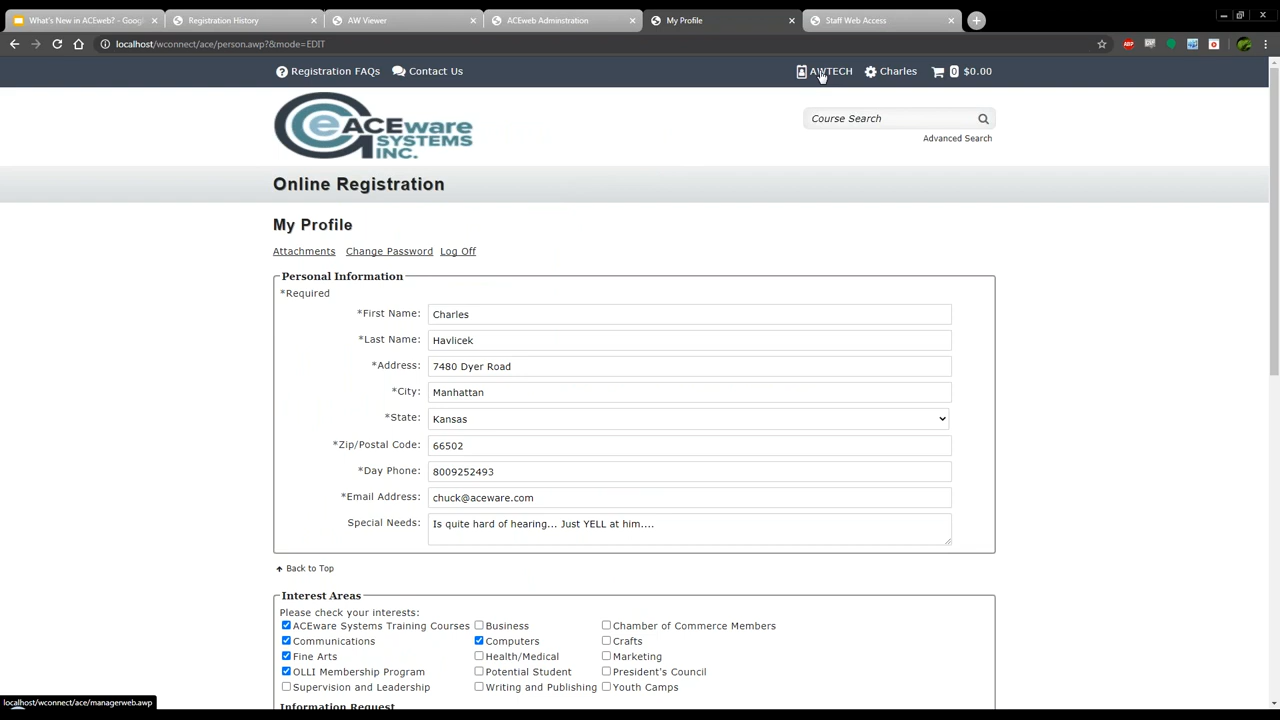 What's New in ACEweb? - Goog
Registration History
AW Viewer
ACEweb Adminstration
My Profile
Staff Web Access
localhost/wconnect/ace/person.awp?&mode=EDIT
Registration FAQs
Contact Us
AWTECH
Charles
0 $0.00
ACEware
SYSTEMS
INC.
Course Search
Advanced Search
Online Registration
My Profile
Attachments Change Password Log Off
Personal Information
*Required
*First Name: Charles
*Last Name: Havlicek
*Address: 7480 Dyer Road
*City: Manhattan
*State: Kansas
*Zip/Postal Code: 66502
*Day Phone: 8009252493
*Email Address: chuck@aceware.com
Special Needs: Is quite hard of hearing... Just YELL at him....
Back to Top
Interest Areas
Please check your interests:
ACEware Systems Training Courses Business Chamber of Commerce Members
Communications Computers Crafts
Fine Arts Health/Medical Marketing
OLLI Membership Program Potential Student President's Council
Supervision and Leadership Writing and Publishing Youth Camps
Information Request
localhost/wconnect/ace/managerweb.awp